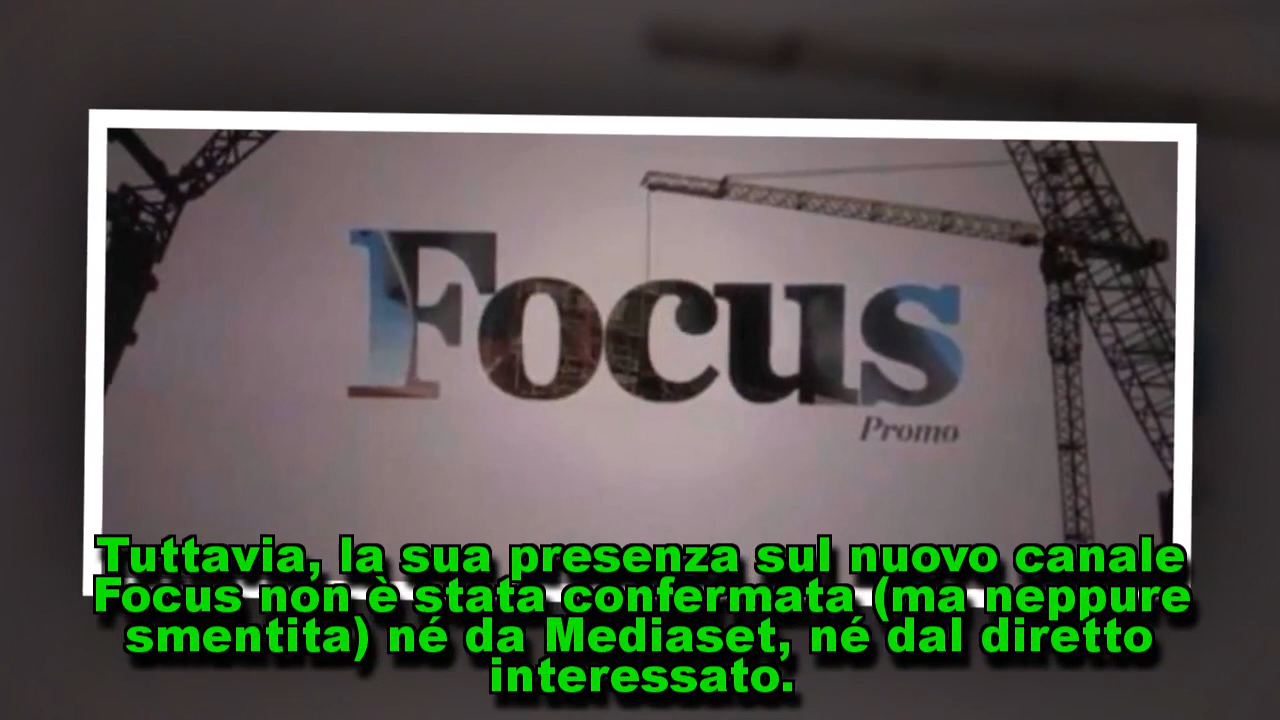 Focus
Promo
Tuttavia, la sua presenza sul nuovo canale
Focus non è stata confermata (ma neppure
smentita) né da Mediaset, né dal diretto
interessato.